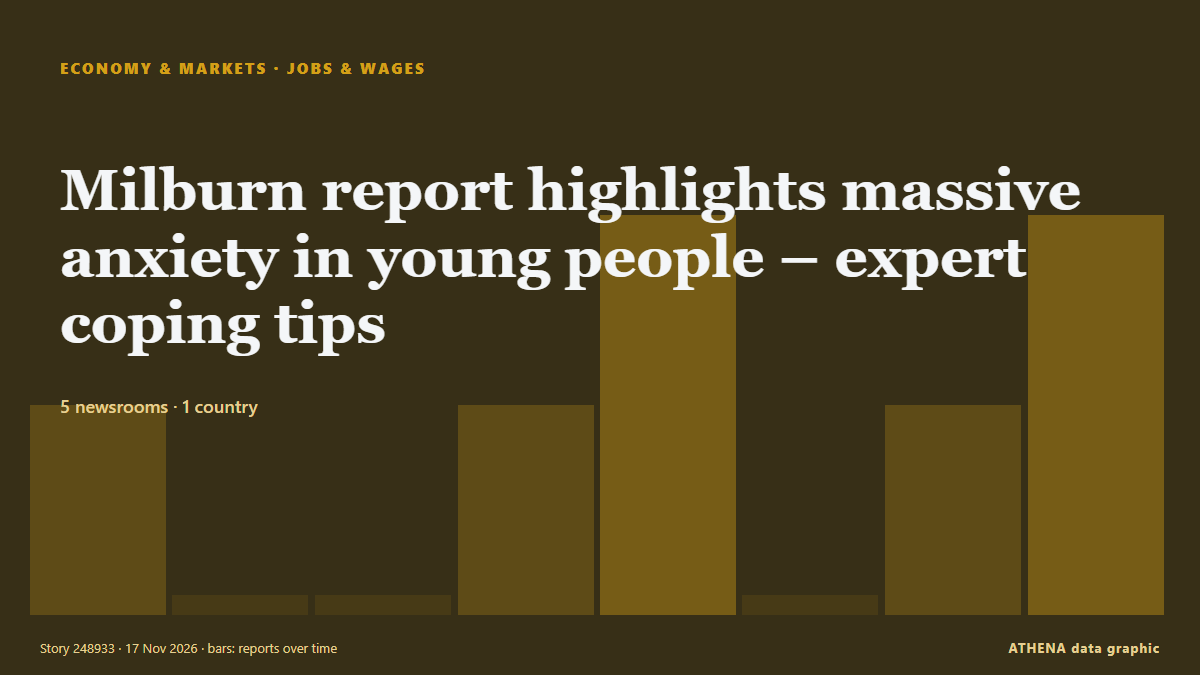 ECONOMY & MARKETS · JOBS & WAGES
Milburn report highlights massive
anxiety in young people – expert
coping tips
5 newsrooms · 1 country
Story 248933 · 17 Nov 2026 · bars: reports over time
ATHENA data graphic